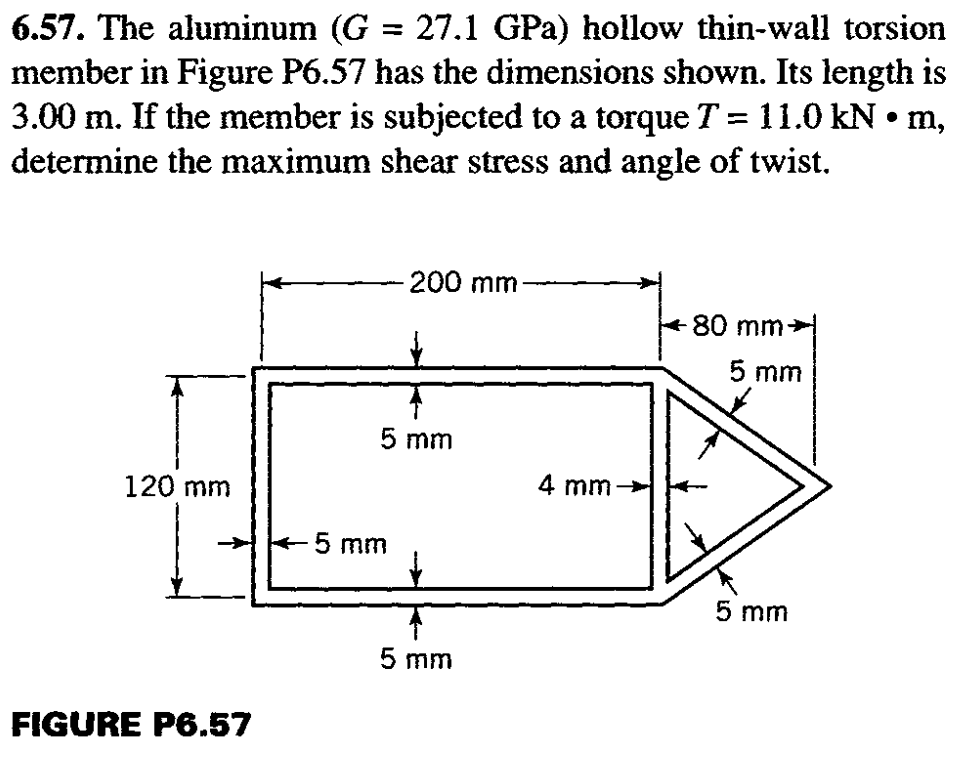 6.57. The aluminum (G = 27.1 GPa) hollow thin-wall torsion
member in Figure P6.57 has the dimensions shown. Its length is
3.00 m. If the member is subjected to a torque T = 11.0 kN • m,
determine the maximum shear stress and angle of twist.
200 mm
80 mm
5 mm
5 mm
120 mm
4 mm
5 mm
5 mm
5 mm
FIGURE P6.57